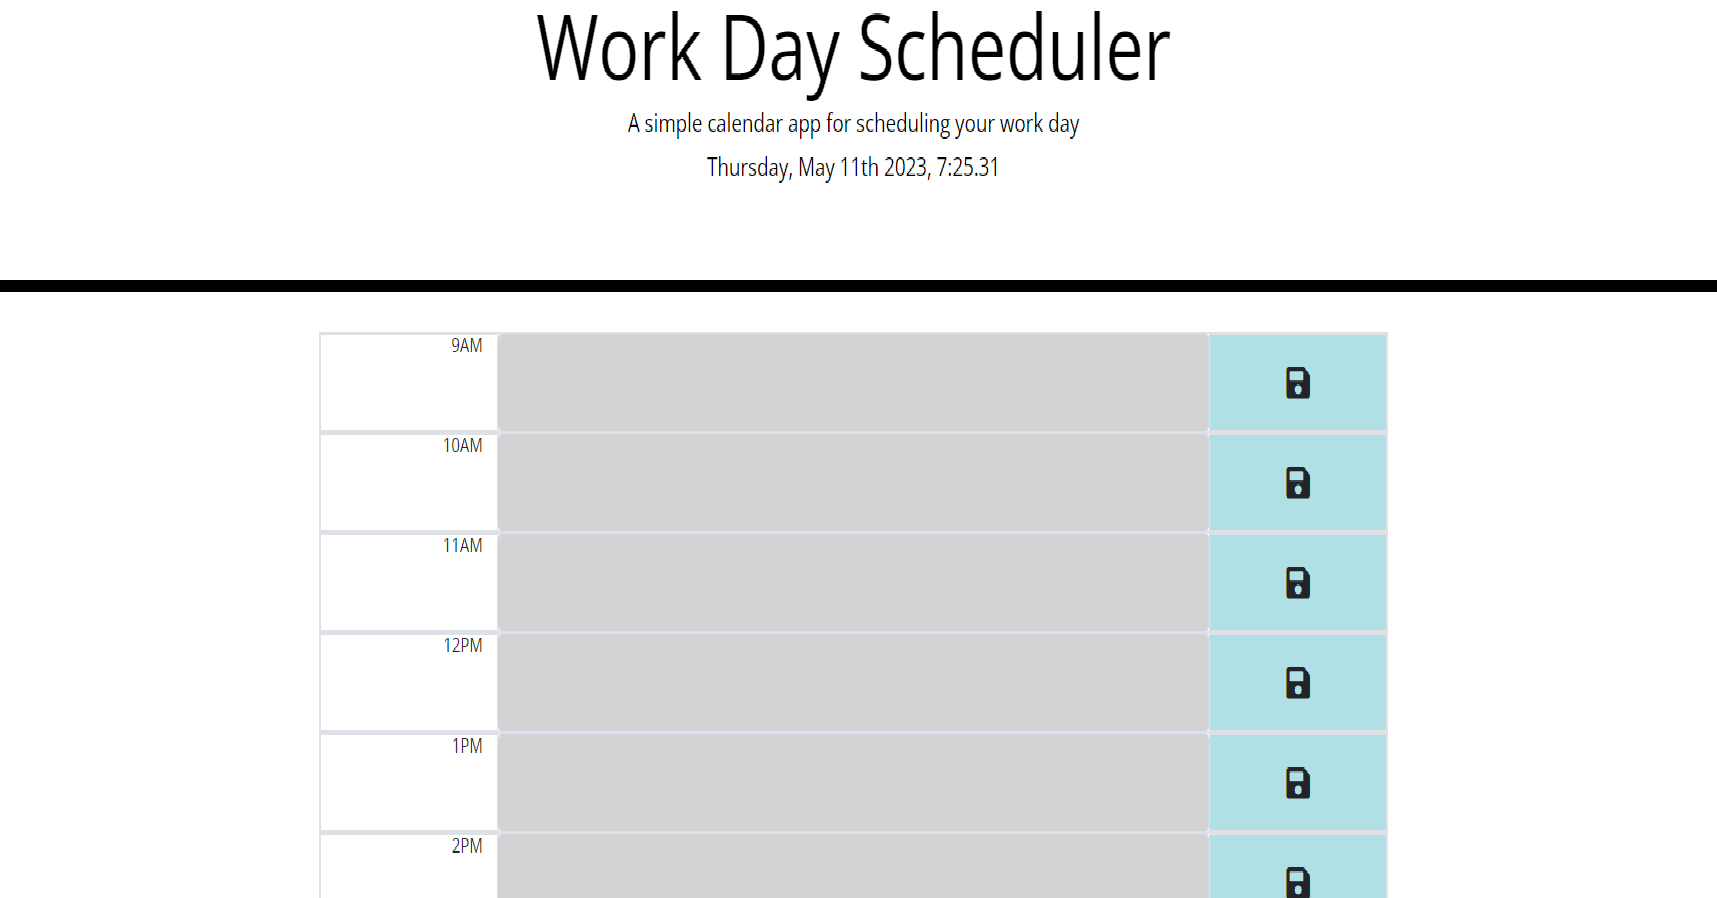 Work Day Scheduler
A simple calendar app for scheduling your work day
Thursday, May 11th 2023, 7:25.31
9AM
10AM
11AM
12PM
1PM
2PM